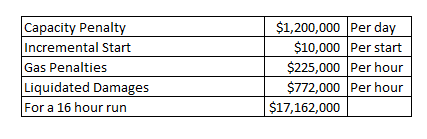 Capacity Penalty $1,200,000 Per day
Incremental Start $10,000 Per start
Gas Penalties $225,000 Per hour
Liquidated Damages $772,000 Per hour
For a 16 hour run $17,162,000